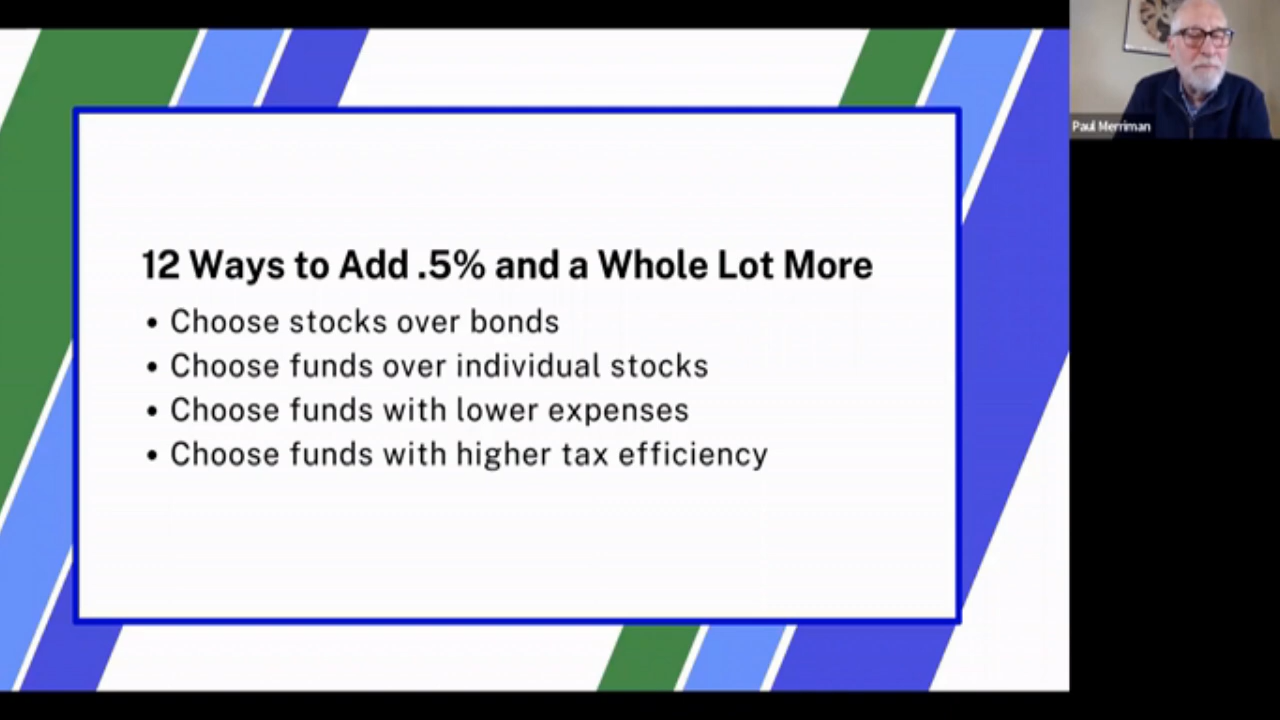 12 Ways to Add .5% and a Whole Lot More
• Choose stocks over bonds
• Choose funds over individual stocks
• Choose funds with lower expenses
• Choose funds with higher tax efficiency
Paul Merriman